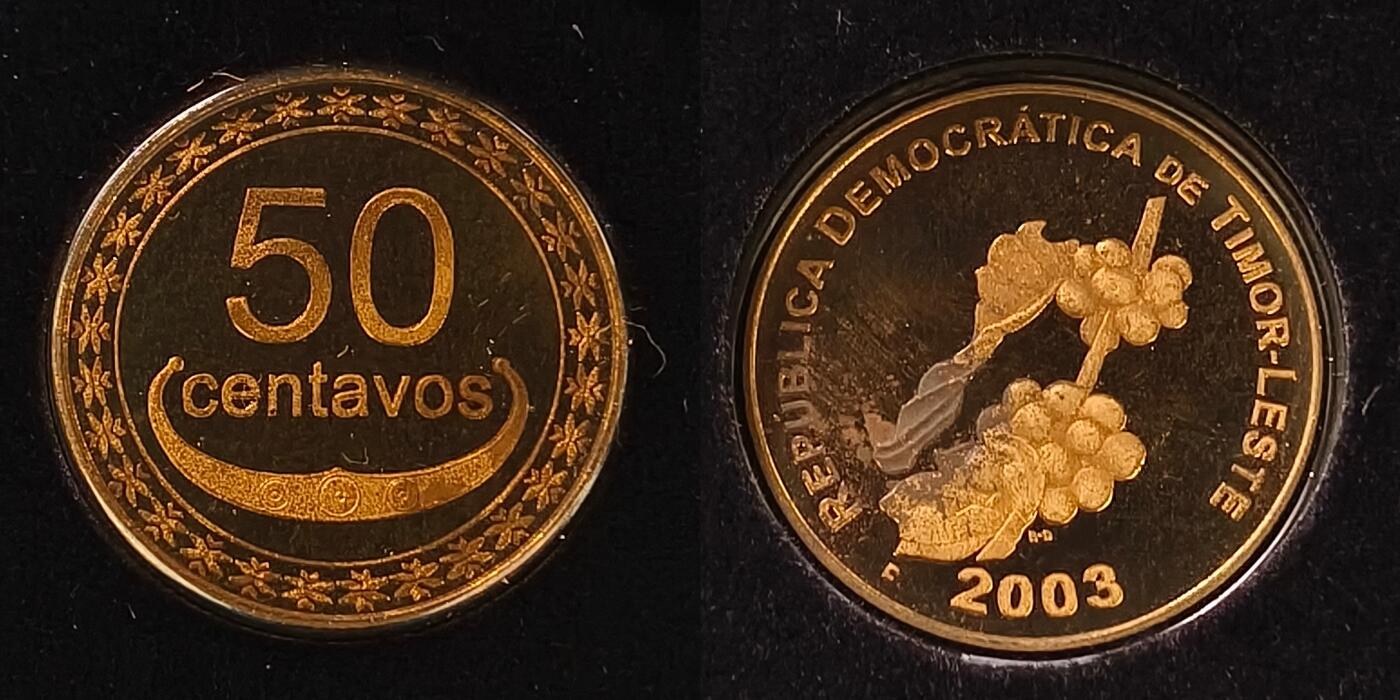 50
centavos
REPUBLICA DEMOCRÁTICA DE TIMOR-LESTE
2003